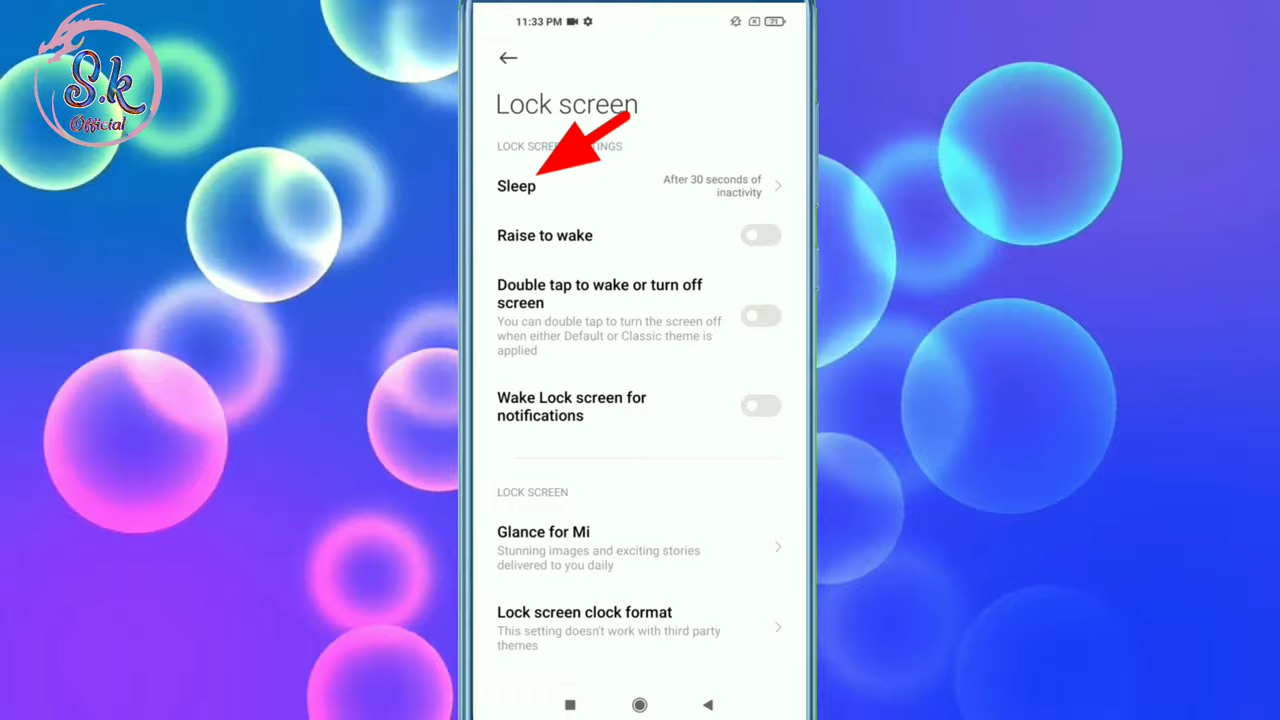 S.k
Official
11:33 PM
71
Lock screen
LOCK SCRE TINGS
Sleep
After 30 seconds of
inactivity
Raise to wake
Double tap to wake or turn off
screen
You can double tap to turn the screen off
when either Default or Classic theme is
applied
Wake Lock screen for
notifications
LOCK SCREEN
Glance for Mi
Stunning images and exciting stories
delivered to you daily
Lock screen clock format
This setting doesn't work with third party
themes